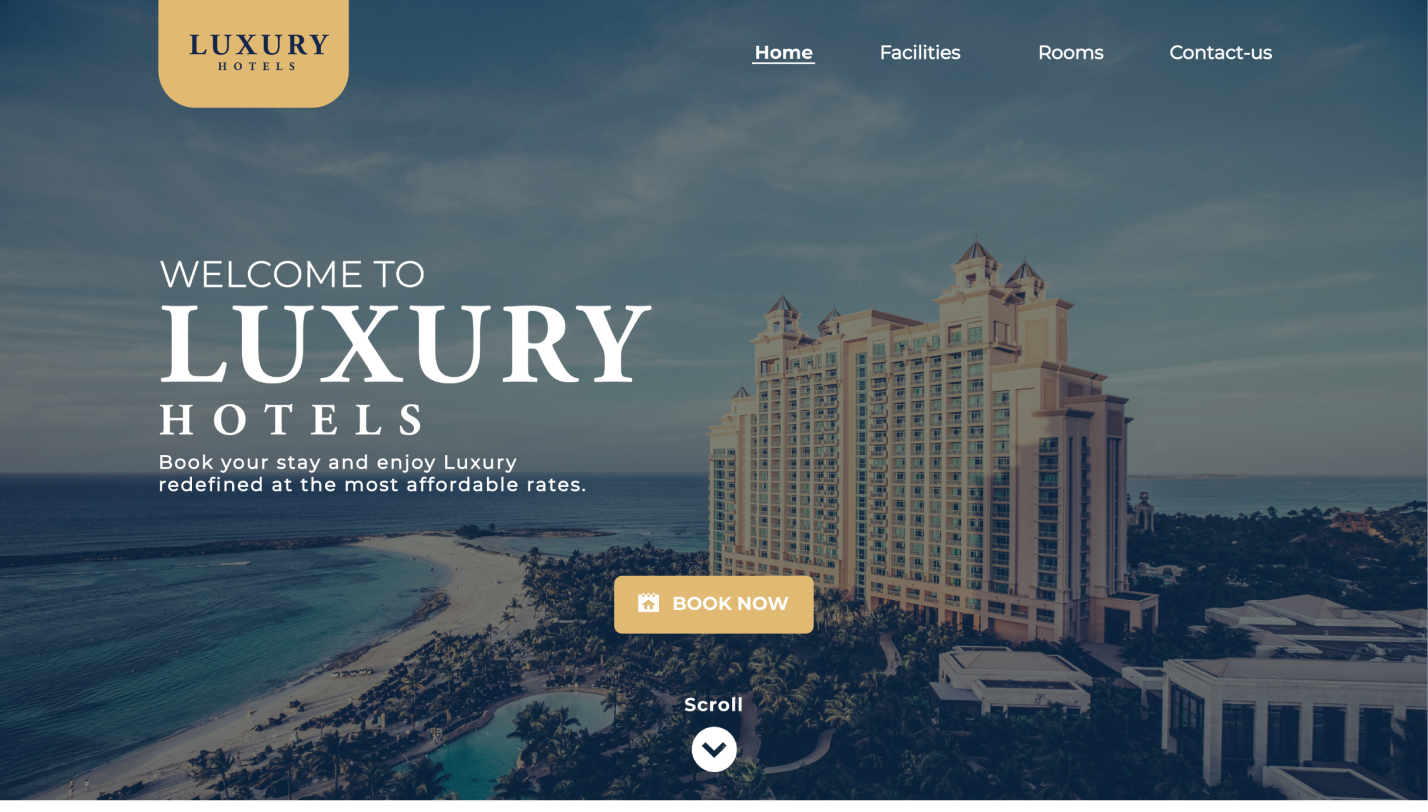 LUXURY
HOTELS
Home Facilities Rooms Contact-us
WELCOME TO
LUXURY
HOTELS
Book your stay and enjoy Luxury
redefined at the most affordable rates.
BOOK NOW
Scroll